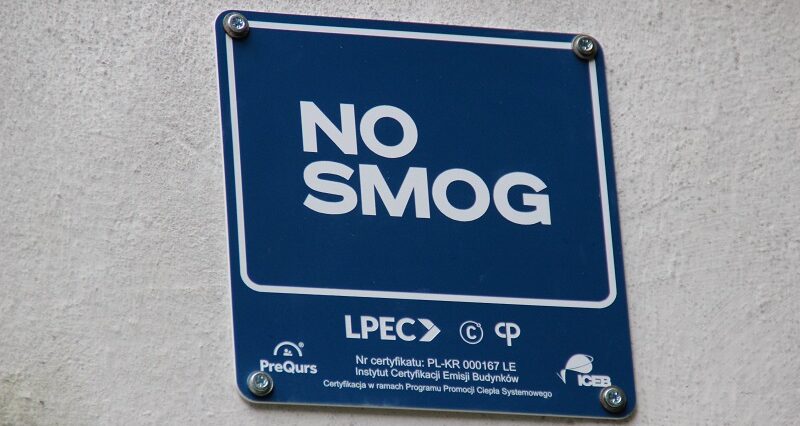 NO
SMOG
LPEC © CP
PreQurs®
Nr certyfikatu: PL-KR 000167 LE
Instytut Certyfikacji Emisji Budynków
Certyfikacja w ramach Programu Promocji Ciepła Systemowego
ICEB